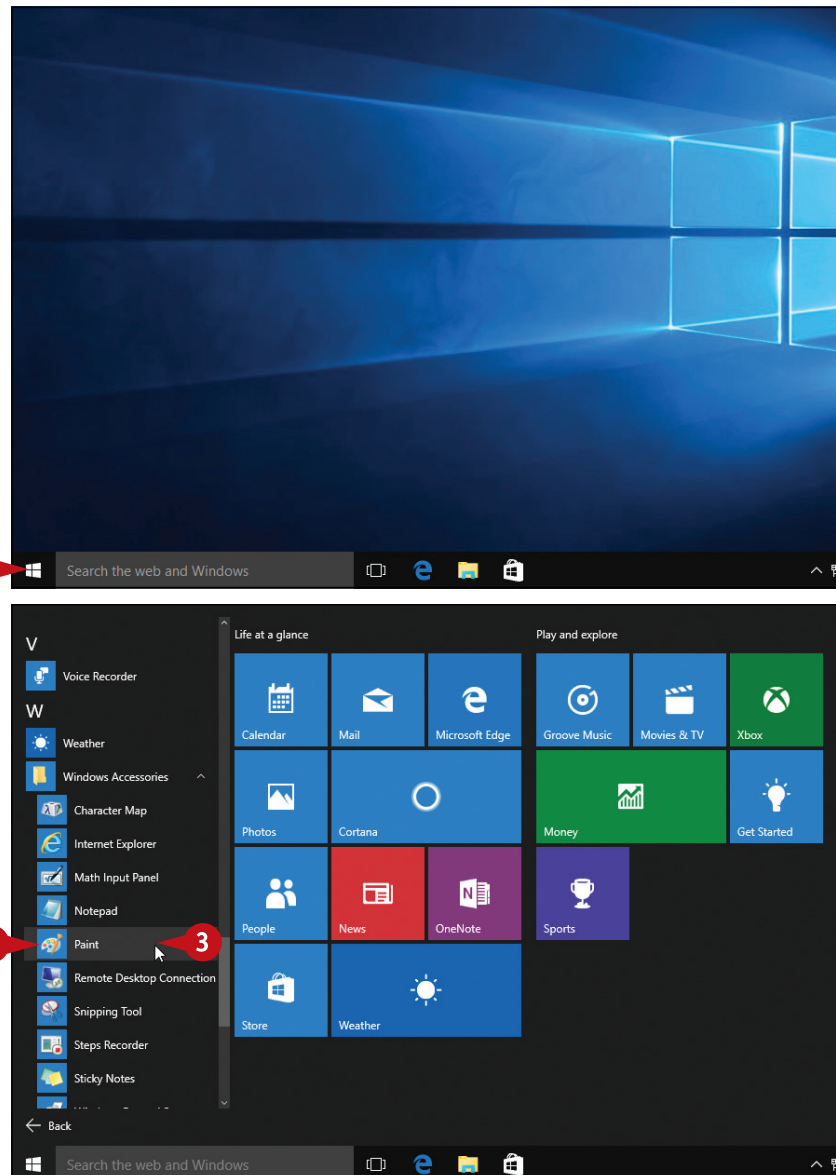 Search the web and Windows
V
Voice Recorder
W
Weather
Windows Accessories
Character Map
Internet Explorer
Math Input Panel
Notepad
Paint
3
Remote Desktop Connection
Snipping Tool
Steps Recorder
Sticky Notes
Back
Life at a glance
Calendar
Mail
Microsoft Edge
Photos
Cortana
People
News
OneNote
Store
Weather
Play and explore
Groove Music
Movies & TV
Xbox
Money
Get Started
Sports
Search the web and Windows